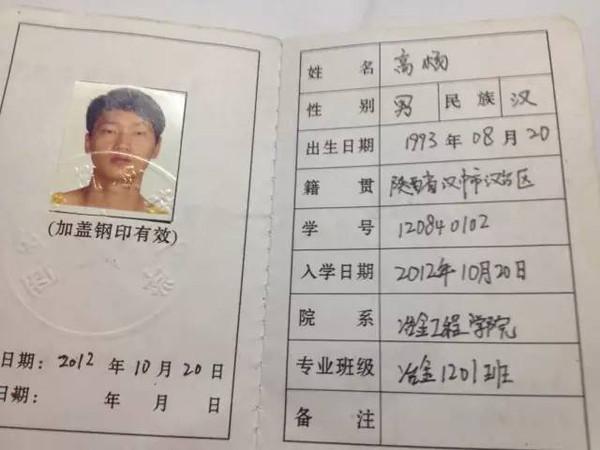 (加盖钢印有效)
日期: 2012 年 10 月 20 日
日期: 年 月 日
姓 名 高杨
性 别 男 民 族 汉
出生日期 1993 年 08 月 20
籍 贯 陕西省汉中市汉台区
学 号 120840102
入学日期 2012年10月20日
院 系 冶金工程学院
专业班级 冶金1201班
备 注